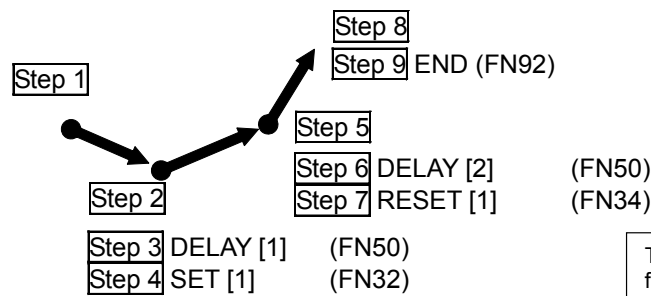 Step 8
Step 9 END (FN92)
Step 1
Step 5
Step 6 DELAY [2] (FN50)
Step 7 RESET [1] (FN34)
Step 2
Step 3 DELAY [1] (FN50)
Step 4 SET [1] (FN32)